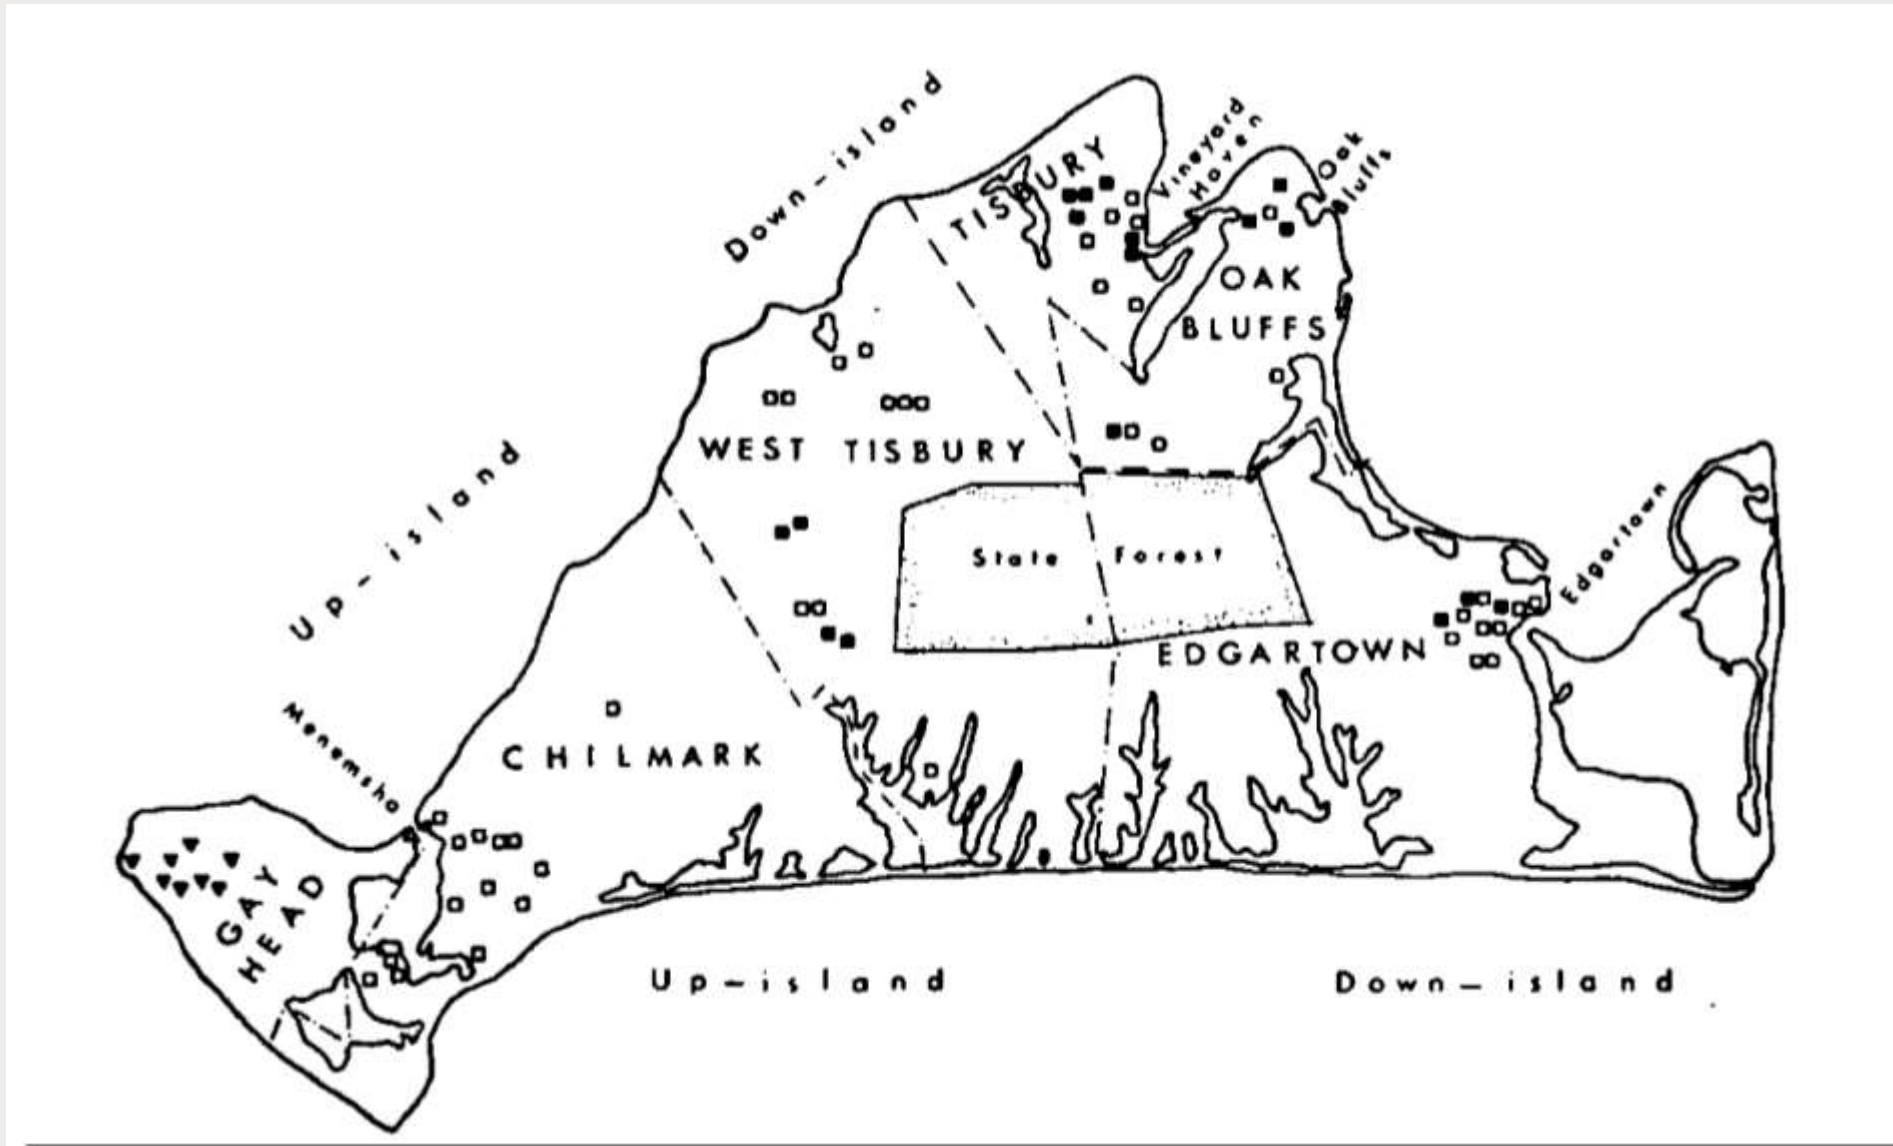 Down-island
TISBURY
Vineyard
Haven
Oak
Bluffs
OAK
BLUFFS
WEST TISBURY
Up-island
State Forest
Edgartown
EDGARTOWN
Menemsha
CHILMARK
GAY
HEAD
Up-island
Down-island